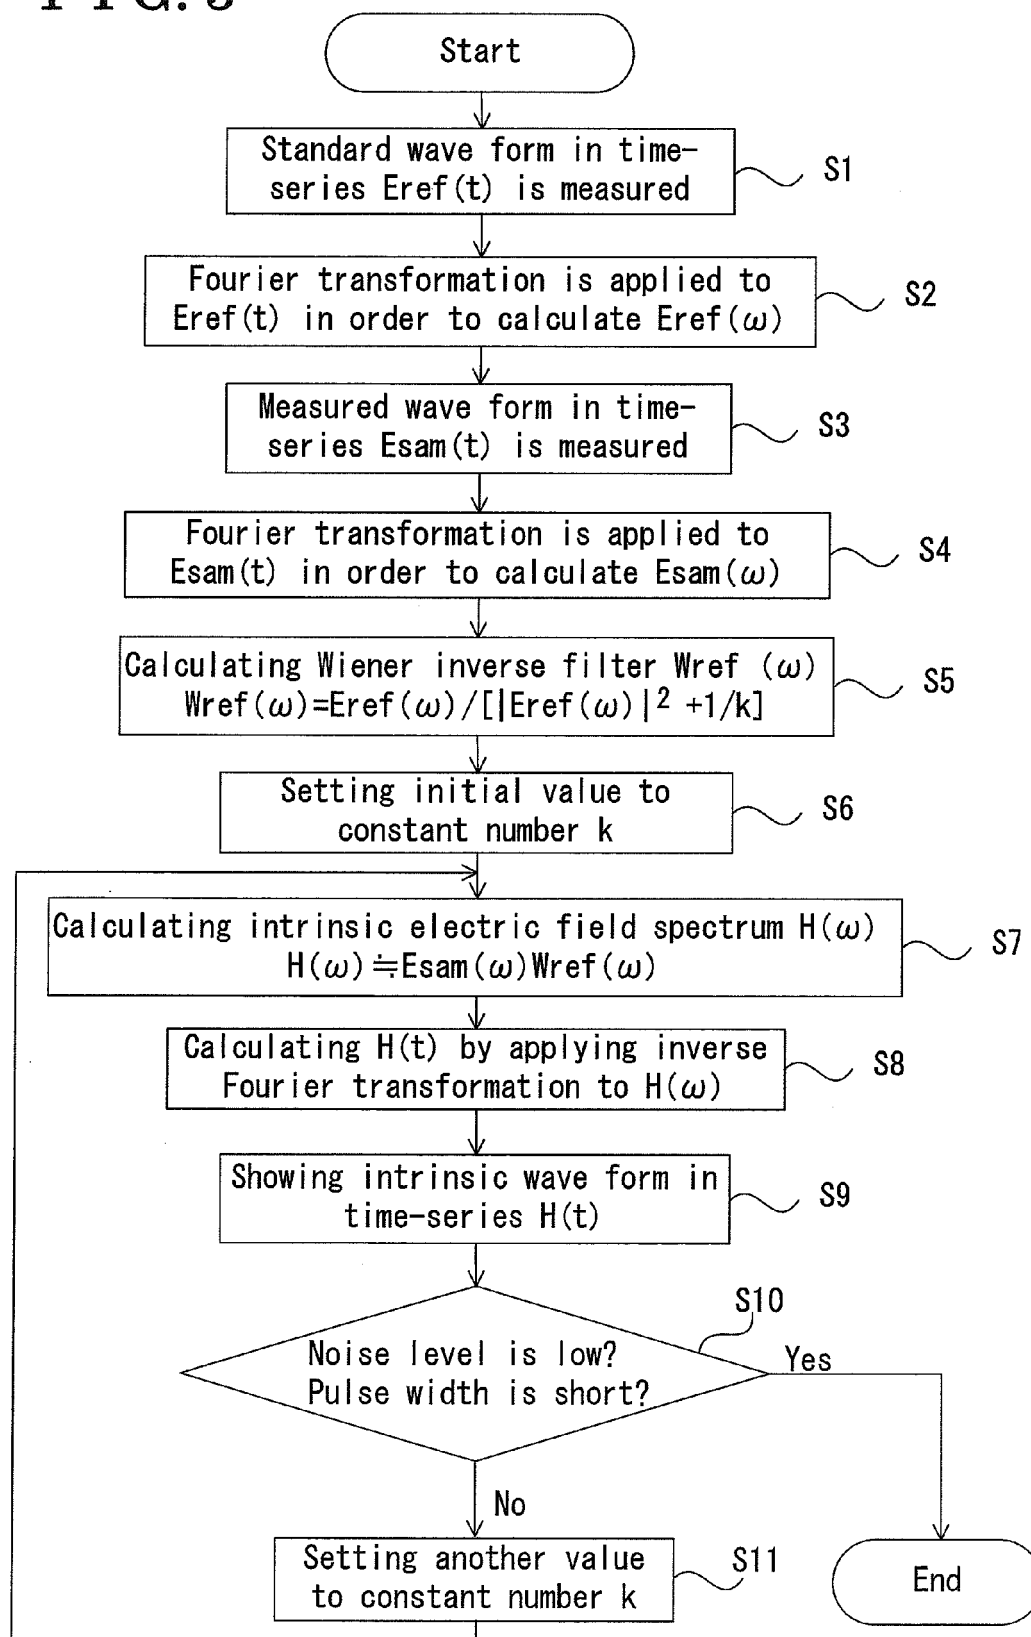 Start
Standard wave form in time-
series Eref(t) is measured
S1
Fourier transformation is applied to
Eref(t) in order to calculate Eref(ω)
S2
Measured wave form in time-
series Esam(t) is measured
S3
Fourier transformation is applied to
Esam(t) in order to calculate Esam(ω)
S4
Calculating Wiener inverse filter Wref (ω)
Wref(ω)=Eref(ω)/[|Eref(ω)|² +1/k]
S5
Setting initial value to
constant number k
S6
Calculating intrinsic electric field spectrum H(ω)
H(ω)≒Esam(ω)Wref(ω)
S7
Calculating H(t) by applying inverse
Fourier transformation to H(ω)
S8
Showing intrinsic wave form in
time-series H(t)
S9
S10
Noise level is low?
Pulse width is short?
Yes
No
Setting another value
to constant number k
S11
End